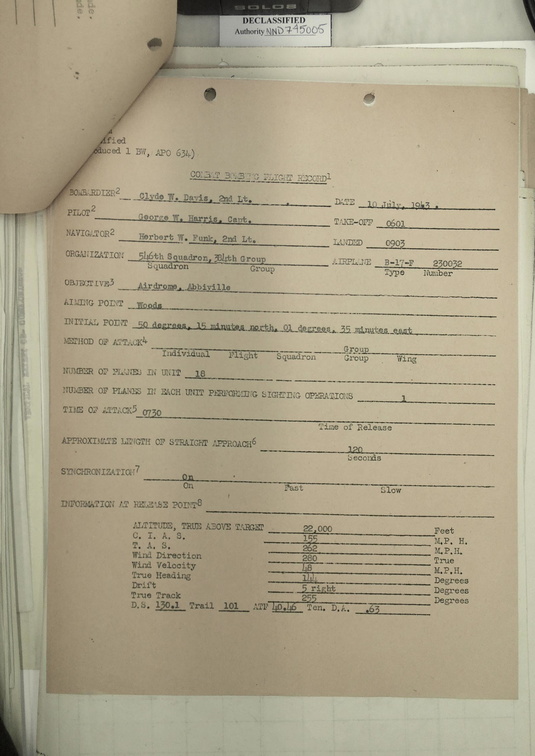 SOLOS
DECLASSIFIED
Authority NND745005
duced 1 BW, APO 634)
COMBAT BOMBING FLIGHT RECORD1
BOMBARDIER2 Clyde W. Davis, 2nd Lt. DATE 10 July, 1943.
PILOT2 George W. Harris, Capt. TAKE-OFF 0601
NAVIGATOR2 Herbert W. Funk, 2nd Lt. LANDED 0903
ORGANIZATION 546th Squadron, 384th Group AIRPLANE B-17-F 230032
Squadron Group Type Number
OBJECTIVE3 Airdrome, Abbiville
AIMING POINT Woods
INITIAL POINT 50 degrees, 15 minutes north, 01 degrees, 35 minutes east
METHOD OF ATTACK4 Group
Individual Flight Squadron Group Wing
NUMBER OF PLANES IN UNIT 18
NUMBER OF PLANES IN EACH UNIT PERFORMING SIGHTING OPERATIONS 1
TIME OF ATTACK5 0730
Time of Release
APPROXIMATE LENGTH OF STRAIGHT APPROACH6 120
Seconds
SYNCHRONIZATION7 On
On Fast Slow
INFORMATION AT RELEASE POINT8
ALTITUDE, TRUE ABOVE TARGET 22,000 Feet
C. I. A. S. 155 M.P. H.
T. A. S. 262 M.P.H.
Wind Direction 280 True
Wind Velocity 48 M.P.H.
True Heading 144 Degrees
Drift 5 right Degrees
True Track 255 Degrees
D.S. 130.1 Trail 101 ATF 40.46 Ten. D.A. .63